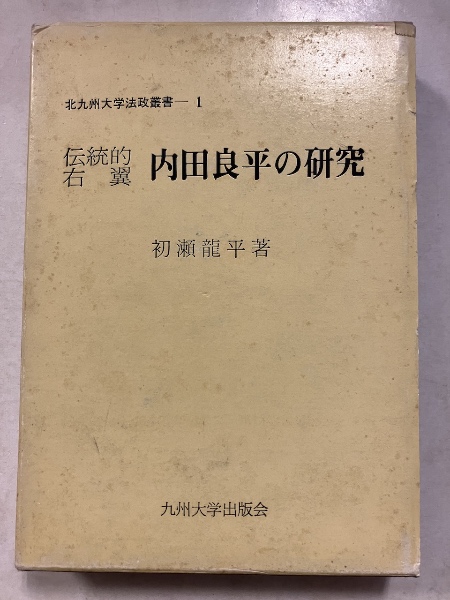 北九州大学法政叢書—1
伝統的
右翼
内田良平の研究
初瀬龍平著
九州大学出版会